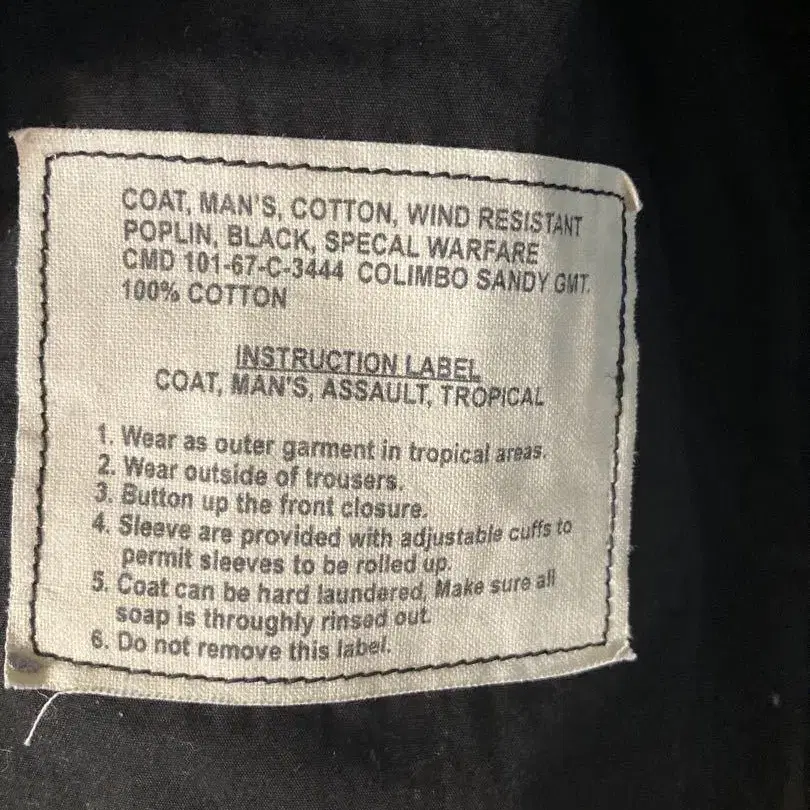 COAT, MAN'S, COTTON, WIND RESISTANT
POPLIN, BLACK, SPECAL WARFARE
CMD 101-67-C-3444 COLIMBO SANDY GMT.
100% COTTON
INSTRUCTION LABEL
COAT, MAN'S, ASSAULT, TROPICAL
1. Wear as outer garment in tropical areas.
2. Wear outside of trousers.
3. Button up the front closure.
4. Sleeve are provided with adjustable cuffs to
permit sleeves to be rolled up.
5. Coat can be hard laundered, Make sure all
soap is throughly rinsed out.
6. Do not remove this label.